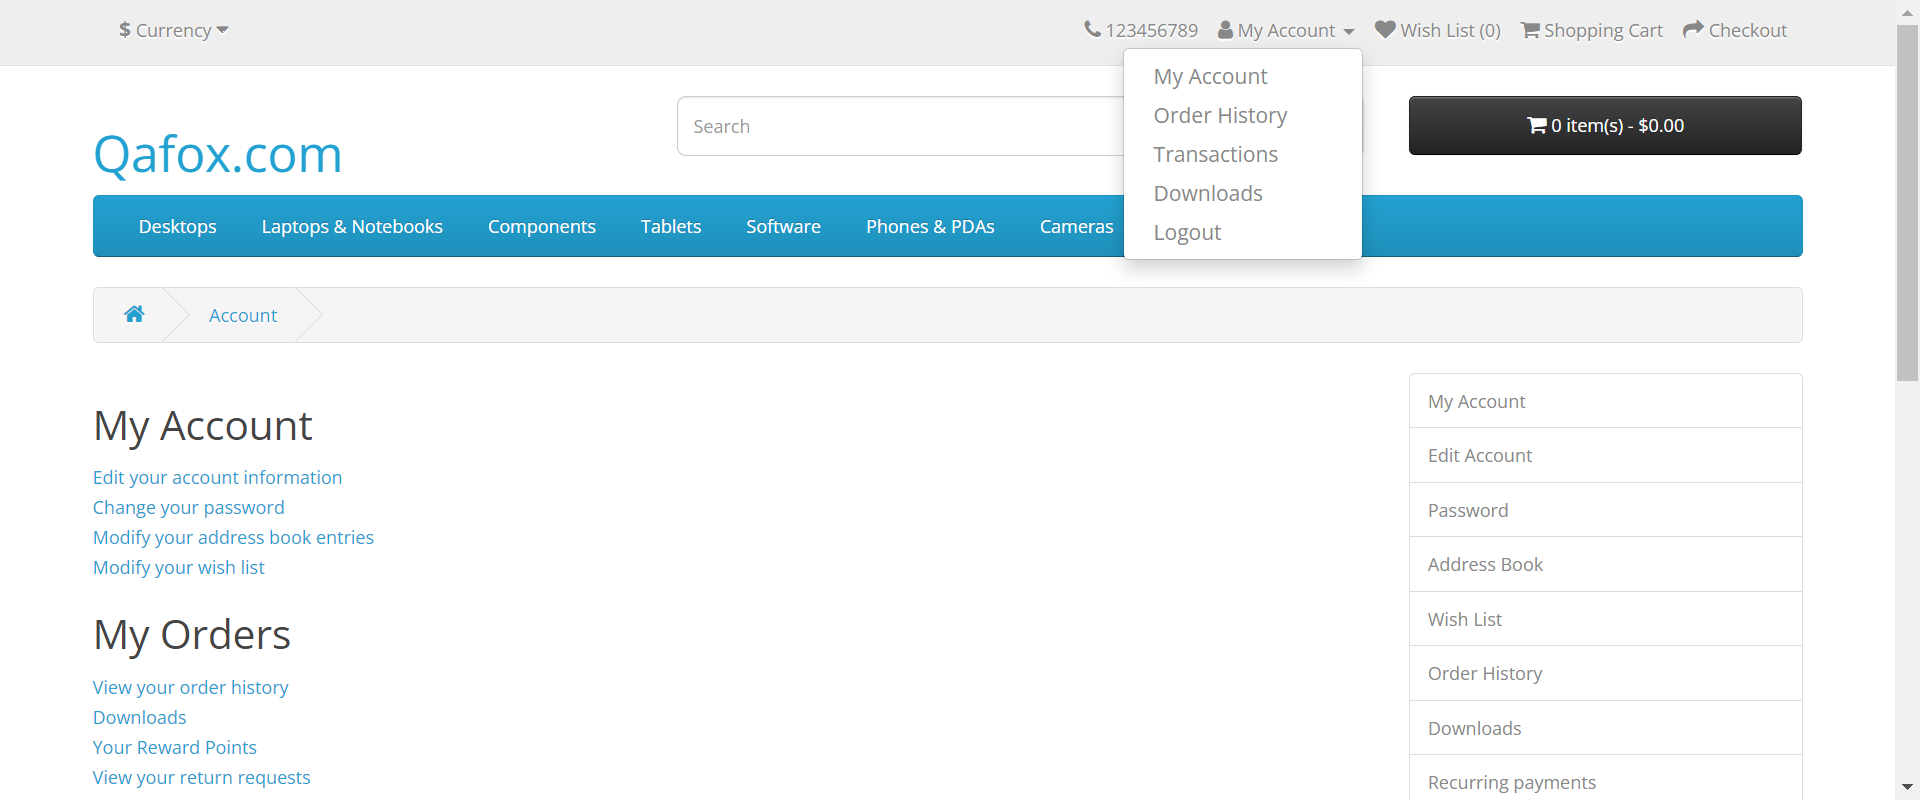 $ Currency
123456789 My Account Wish List (0) Shopping Cart Checkout
My Account
Order History
Transactions
Downloads
Logout
Search
0 item(s) - $0.00
Qafox.com
Desktops Laptops & Notebooks Components Tablets Software Phones & PDAs Cameras
Account
My Account
Edit your account information
Change your password
Modify your address book entries
Modify your wish list
My Orders
View your order history
Downloads
Your Reward Points
View your return requests
My Account
Edit Account
Password
Address Book
Wish List
Order History
Downloads
Recurring payments